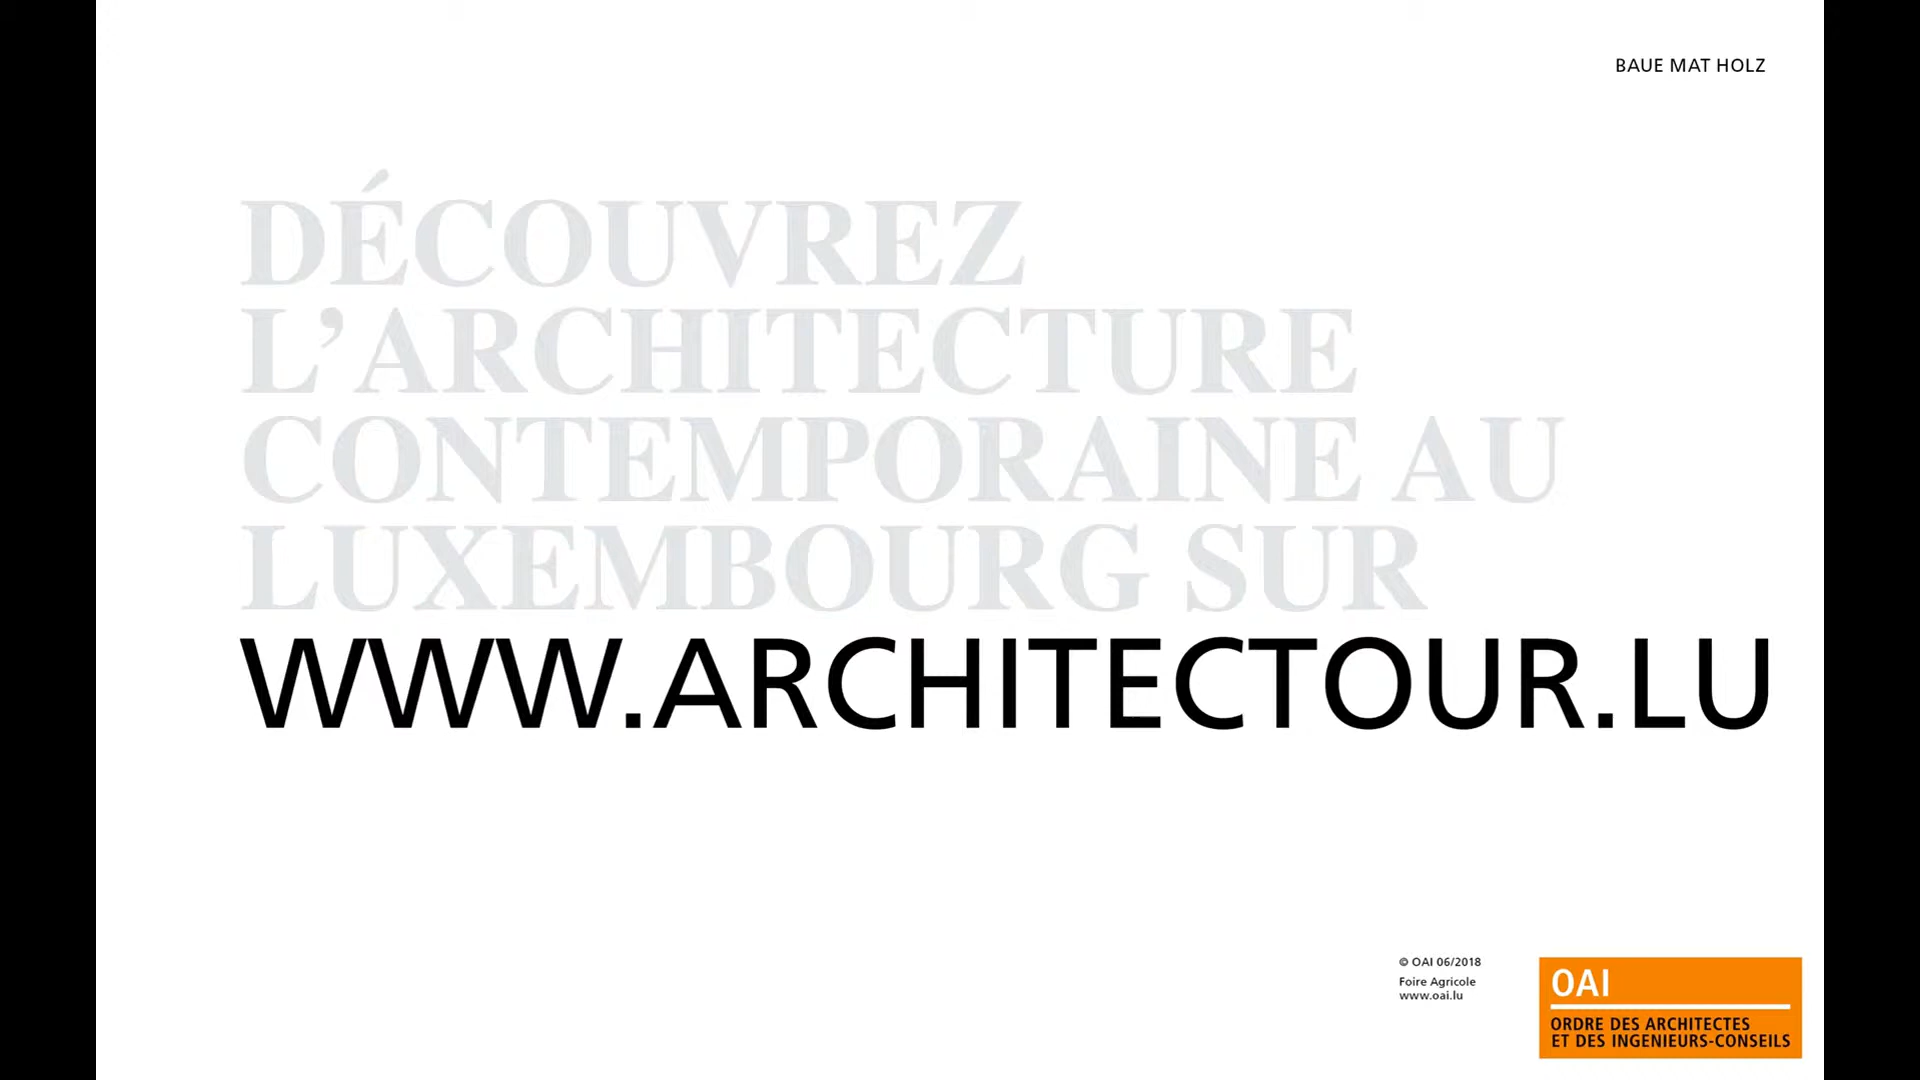 BAUE MAT HOLZ
DÉCOUVREZ
L’ARCHITECTURE
CONTEMPORAINE AU
LUXEMBOURG SUR
WWW.ARCHITECTOUR.LU
© OAI 06/2018
Foire Agricole
www.oai.lu
OAI
ORDRE DES ARCHITECTES
ET DES INGENIEURS-CONSEILS